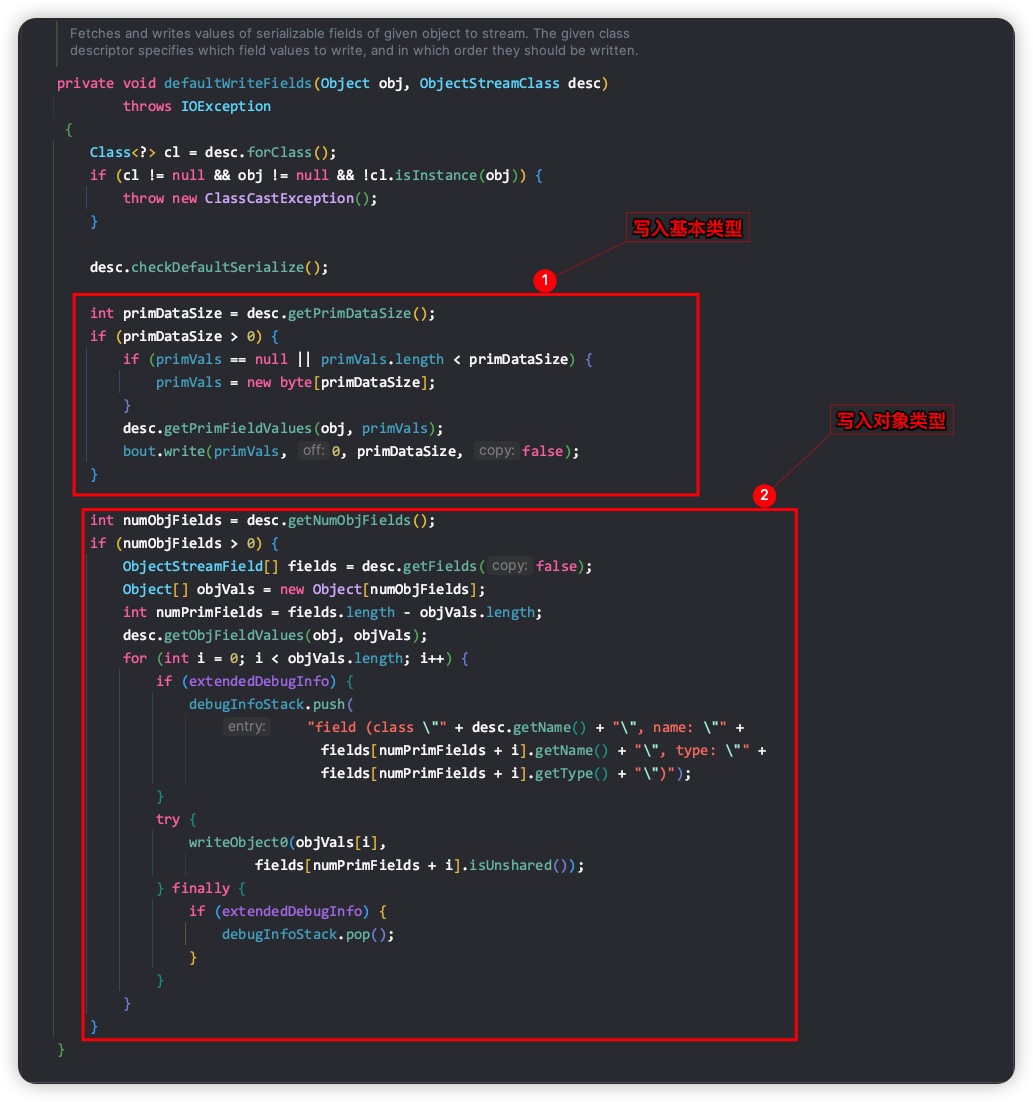 Fetches and writes values of serializable fields of given object to stream. The given class
descriptor specifies which field values to write, and in which order they should be written.
private void defaultWriteFields(Object obj, ObjectStreamClass desc)
throws IOException
{
Class<?> cl = desc.forClass();
if (cl != null && obj != null && !cl.isInstance(obj)) {
throw new ClassCastException();
}
写入基本类型
desc.checkDefaultSerialize();
1
int primDataSize = desc.getPrimDataSize();
if (primDataSize > 0) {
if (primVals == null || primVals.length < primDataSize) {
primVals = new byte[primDataSize];
}
desc.getPrimFieldValues(obj, primVals);
bout.write(primVals, off: 0, primDataSize, copy: false);
}
写入对象类型
2
int numObjFields = desc.getNumObjFields();
if (numObjFields > 0) {
ObjectStreamField[] fields = desc.getFields( copy: false);
Object[] objVals = new Object[numObjFields];
int numPrimFields = fields.length - objVals.length;
desc.getObjFieldValues(obj, objVals);
for (int i = 0; i < objVals.length; i++) {
if (extendedDebugInfo) {
debugInfoStack.push(
entry: "field (class \"" + desc.getName() + "\", name: \"" +
fields[numPrimFields + i].getName() + "\", type: \"" +
fields[numPrimFields + i].getType() + "\")");
}
try {
writeObject0(objVals[i],
fields[numPrimFields + i].isUnshared());
} finally {
if (extendedDebugInfo) {
debugInfoStack.pop();
}
}
}
}
}